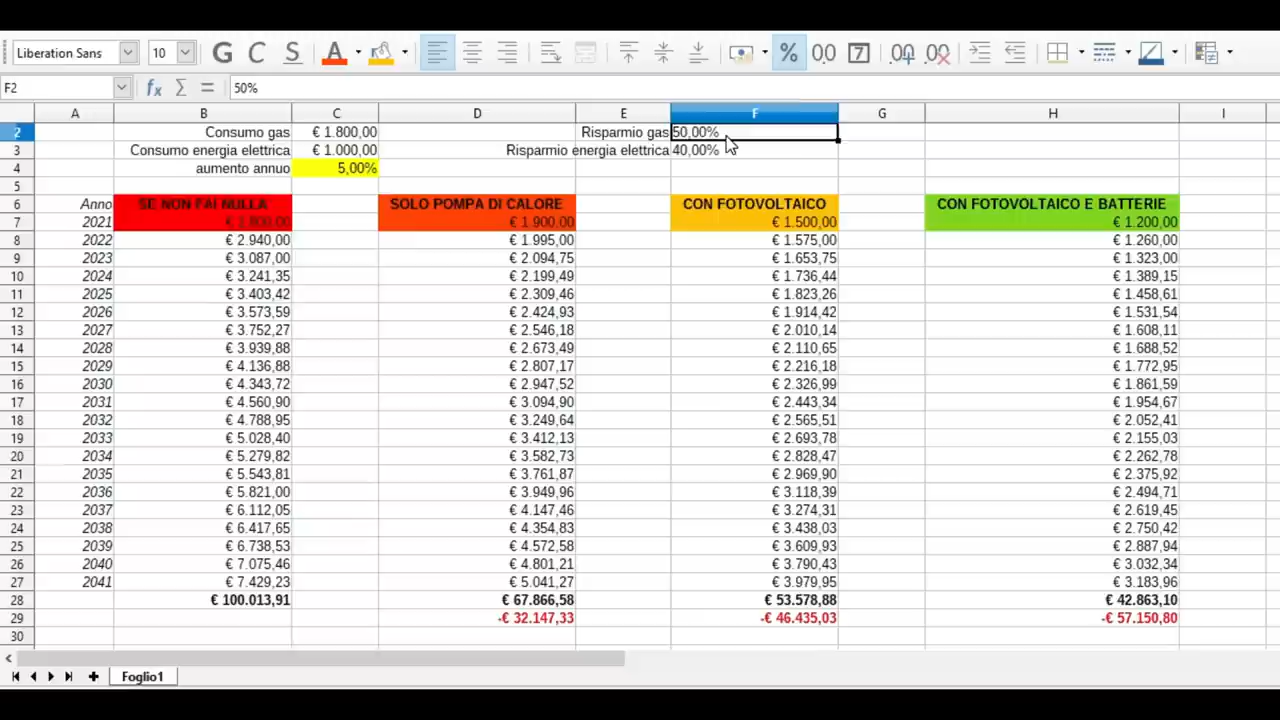 Liberation Sans 10 G C S A % 00 7
F2 fx Σ = 50%
A B C D E F G H I
2 Consumo gas € 1.800,00 Risparmio gas 50,00%
3 Consumo energia elettrica € 1.000,00 Risparmio energia elettrica 40,00%
4 aumento annuo 5,00%
5
6 Anno SE NON FAI NULLA SOLO POMPA DI CALORE CON FOTOVOLTAICO CON FOTOVOLTAICO E BATTERIE
7 2021 € 2.800,00 € 1.900,00 € 1.500,00 € 1.200,00
8 2022 € 2.940,00 € 1.995,00 € 1.575,00 € 1.260,00
9 2023 € 3.087,00 € 2.094,75 € 1.653,75 € 1.323,00
10 2024 € 3.241,35 € 2.199,49 € 1.736,44 € 1.389,15
11 2025 € 3.403,42 € 2.309,46 € 1.823,26 € 1.458,61
12 2026 € 3.573,59 € 2.424,93 € 1.914,42 € 1.531,54
13 2027 € 3.752,27 € 2.546,18 € 2.010,14 € 1.608,11
14 2028 € 3.939,88 € 2.673,49 € 2.110,65 € 1.688,52
15 2029 € 4.136,88 € 2.807,17 € 2.216,18 € 1.772,95
16 2030 € 4.343,72 € 2.947,52 € 2.326,99 € 1.861,59
17 2031 € 4.560,90 € 3.094,90 € 2.443,34 € 1.954,67
18 2032 € 4.788,95 € 3.249,64 € 2.565,51 € 2.052,41
19 2033 € 5.028,40 € 3.412,13 € 2.693,78 € 2.155,03
20 2034 € 5.279,82 € 3.582,73 € 2.828,47 € 2.262,78
21 2035 € 5.543,81 € 3.761,87 € 2.969,90 € 2.375,92
22 2036 € 5.821,00 € 3.949,96 € 3.118,39 € 2.494,71
23 2037 € 6.112,05 € 4.147,46 € 3.274,31 € 2.619,45
24 2038 € 6.417,65 € 4.354,83 € 3.438,03 € 2.750,42
25 2039 € 6.738,53 € 4.572,58 € 3.609,93 € 2.887,94
26 2040 € 7.075,46 € 4.801,21 € 3.790,43 € 3.032,34
27 2041 € 7.429,23 € 5.041,27 € 3.979,95 € 3.183,96
28 € 100.013,91 € 67.866,58 € 53.578,88 € 42.863,10
29 -€ 32.147,33 -€ 46.435,03 -€ 57.150,80
30
Foglio1